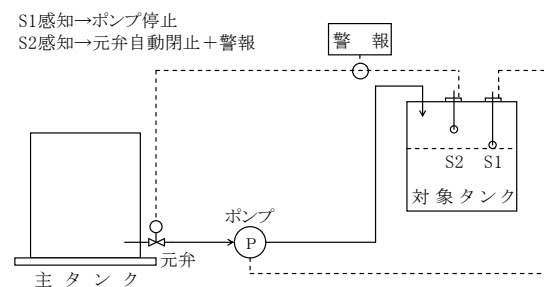 S1感知→ポンプ停止
S2感知→元弁自動閉止＋警報
警 報
S2 S1
対象タンク
ポンプ
P
元弁
主 タ ン ク